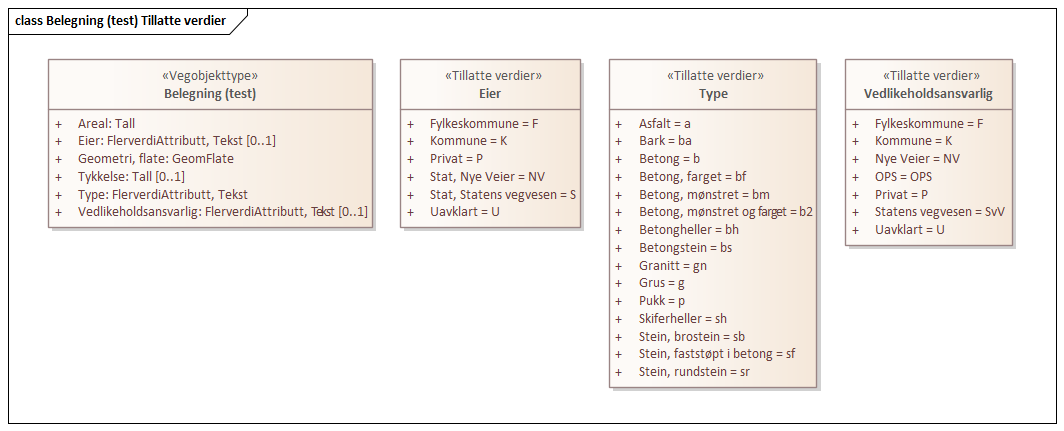 class Belegning (test) Tillatte verdier
«Vegobjekttype»
Belegning (test)
+ Areal: Tall
+ Eier: FlerverdiAttributt, Tekst [0..1]
+ Geometri, flate: GeomFlate
+ Tykkelse: Tall [0..1]
+ Type: FlerverdiAttributt, Tekst
+ Vedlikeholdsansvarlig: FlerverdiAttributt, Tekst [0..1]
«Tillatte verdier»
Eier
+ Fylkeskommune = F
+ Kommune = K
+ Privat = P
+ Stat, Nye Veier = NV
+ Stat, Statens vegvesen = S
+ Uavklart = U
«Tillatte verdier»
Type
+ Asfalt = a
+ Bark = ba
+ Betong = b
+ Betong, farget = bf
+ Betong, mønstret = bm
+ Betong, mønstret og farget = b2
+ Betongheller = bh
+ Betongstein = bs
+ Granitt = gn
+ Grus = g
+ Pukk = p
+ Skiferheller = sh
+ Stein, brostein = sb
+ Stein, faststøpt i betong = sf
+ Stein, rundstein = sr
«Tillatte verdier»
Vedlikeholdsansvarlig
+ Fylkeskommune = F
+ Kommune = K
+ Nye Veier = NV
+ OPS = OPS
+ Privat = P
+ Statens vegvesen = SvV
+ Uavklart = U